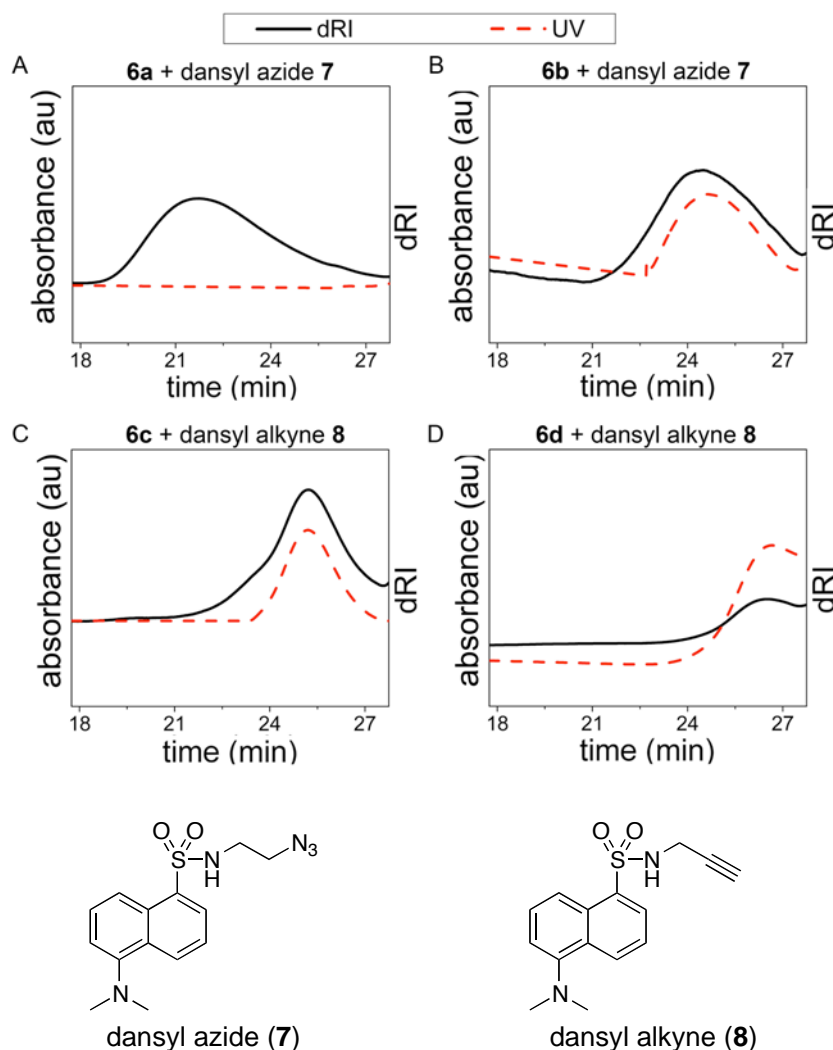 dRI UV
A
6a + dansyl azide 7
absorbance (au)
dRI
18 21 24 27
time (min)
B
6b + dansyl azide 7
absorbance (au)
dRI
18 21 24 27
time (min)
C
6c + dansyl alkyne 8
absorbance (au)
dRI
18 21 24 27
time (min)
D
6d + dansyl alkyne 8
absorbance (au)
dRI
18 21 24 27
time (min)
O O
S N N3
H
N
dansyl azide (7)
O O
S N
H
N
dansyl alkyne (8)